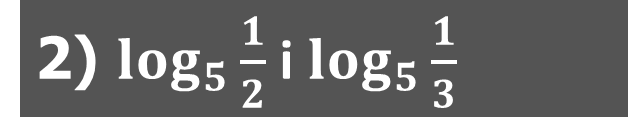 2) log₅ 1/2 i log₅ 1/3